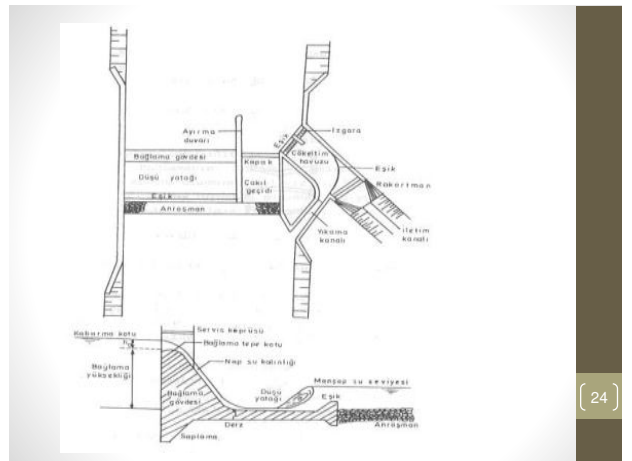 Ayırma
duvarı
Eşik
Izgara
Bağlama gövdesi
Kapak
Çökeltim
havuzu
Eşik
Rakortman
Düşü yatağı
Çakıl
geçidi
Eşik
Anroşman
Yıkama
kanalı
iletim
kanalı
Kabarma kotu
Servis köprüsü
Bağlama tepe kotu
Nap su kalınlığı
Bağlama
yüksekliği
Bağlama
gövdesi
Düşü
yatağı
Mansap su seviyesi
Eşik
Derz
Anroşman
Saplama
24